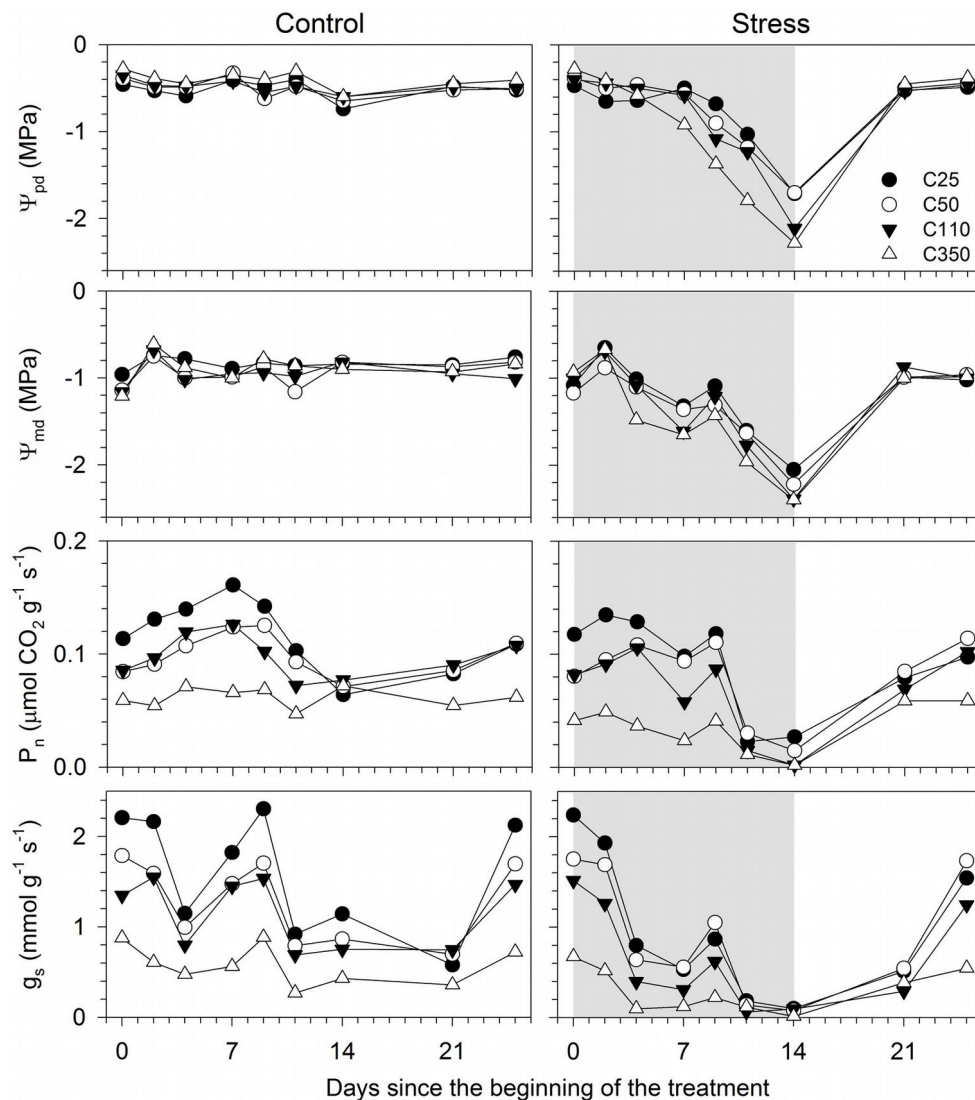 Control Stress
0
-1
-2
Ψpd (MPa)
C25
C50
C110
C350
0
-1
-2
Ψmd (MPa)
0.2
0.1
0.0
Pn (μmol CO2 g-1 s-1)
2
1
0
gs (mmol g-1 s-1)
0 7 14 21 0 7 14 21
Days since the beginning of the treatment